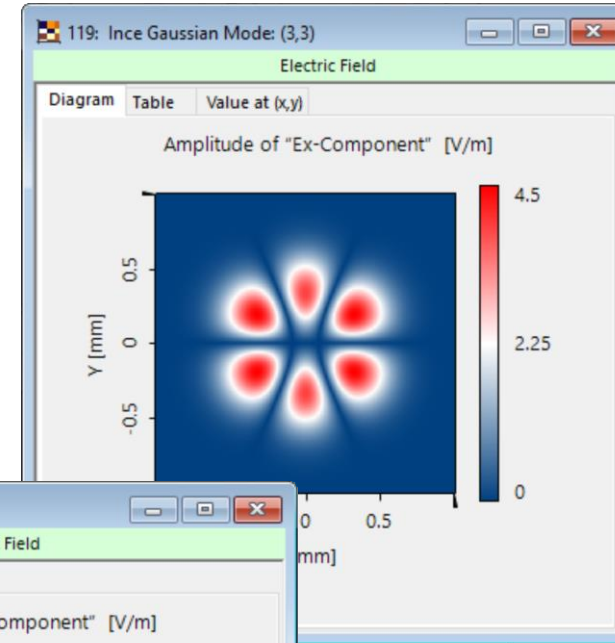 119: Ince Gaussian Mode: (3,3)
Electric Field
Diagram Table Value at (x,y)
Amplitude of "Ex-Component" [V/m]
4.5
0.5
Y [mm]
0
2.25
-0.5
0
0 0.5
mm]
Field
omponent" [V/m]